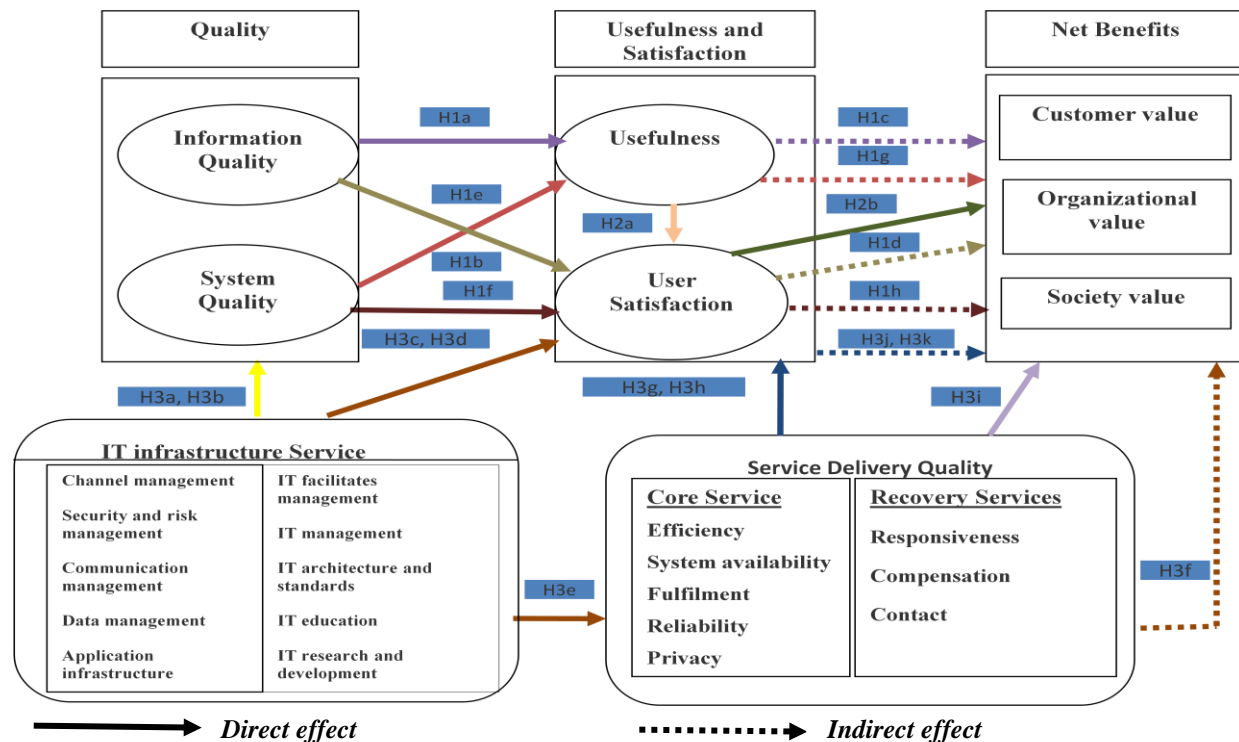 Quality
Usefulness and
Satisfaction
Net Benefits
Information
Quality
System
Quality
H1a
H1e
H1b
H1f
H3c, H3d
H3a, H3b
Usefulness
H2a
User
Satisfaction
H1c
H1g
H2b
H1d
H1h
H3j, H3k
H3g, H3h
H3i
Customer value
Organizational
value
Society value
IT infrastructure Service
Channel management
Security and risk
management
Communication
management
Data management
Application
infrastructure
IT facilitates
management
IT management
IT architecture and
standards
IT education
IT research and
development
H3e
Service Delivery Quality
Core Service
Efficiency
System availability
Fulfilment
Reliability
Privacy
Recovery Services
Responsiveness
Compensation
Contact
H3f
Direct effect
Indirect effect